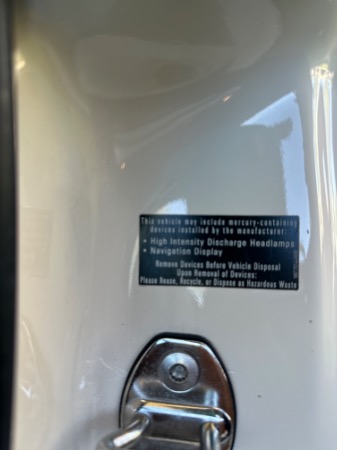 This vehicle may include mercury-containing
devices installed by the manufacturer:
• High Intensity Discharge Headlamps
• Navigation Display
Remove Devices Before Vehicle Disposal
Upon Removal of Devices:
Please Reuse, Recycle, or Dispose as Hazardous Waste